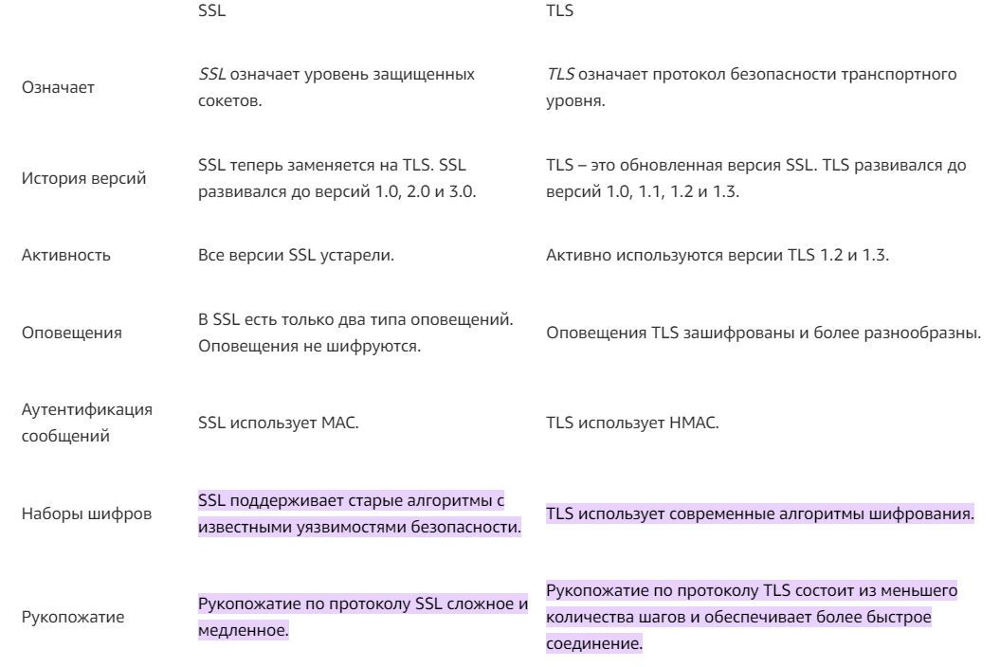 SSL
TLS
Означает
SSL означает уровень защищенных
сокетов.
TLS означает протокол безопасности транспортного
уровня.
История версий
SSL теперь заменяется на TLS. SSL
развивался до версий 1.0, 2.0 и 3.0.
TLS – это обновленная версия SSL. TLS развивался до
версий 1.0, 1.1, 1.2 и 1.3.
Активность
Все версии SSL устарели.
Активно используются версии TLS 1.2 и 1.3.
Оповещения
В SSL есть только два типа оповещений.
Оповещения не шифруются.
Оповещения TLS зашифрованы и более разнообразны.
Аутентификация
сообщений
SSL использует MAC.
TLS использует HMAC.
Наборы шифров
SSL поддерживает старые алгоритмы с
известными уязвимостями безопасности.
TLS использует современные алгоритмы шифрования.
Рукопожатие
Рукопожатие по протоколу SSL сложное и
медленное.
Рукопожатие по протоколу TLS состоит из меньшего
количества шагов и обеспечивает более быстрое
соединение.